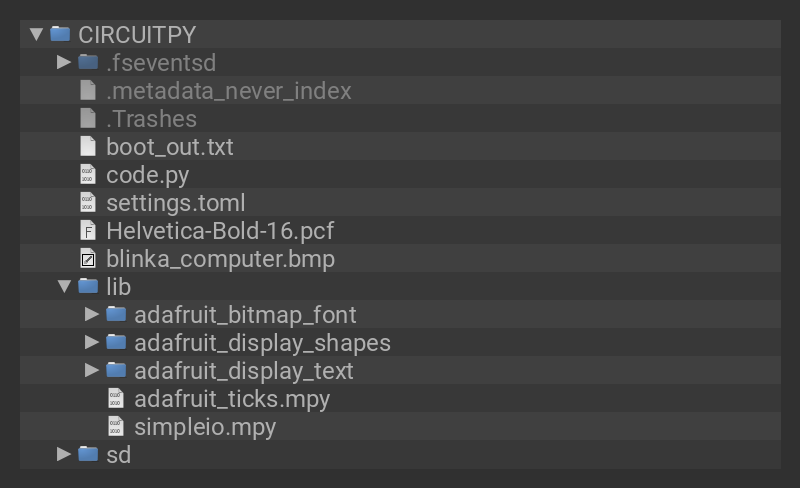 CIRCUITPY
.fseventsd
.metadata_never_index
.Trashes
boot_out.txt
code.py
settings.toml
Helvetica-Bold-16.pcf
blinka_computer.bmp
lib
adafruit_bitmap_font
adafruit_display_shapes
adafruit_display_text
adafruit_ticks.mpy
simpleio.mpy
sd